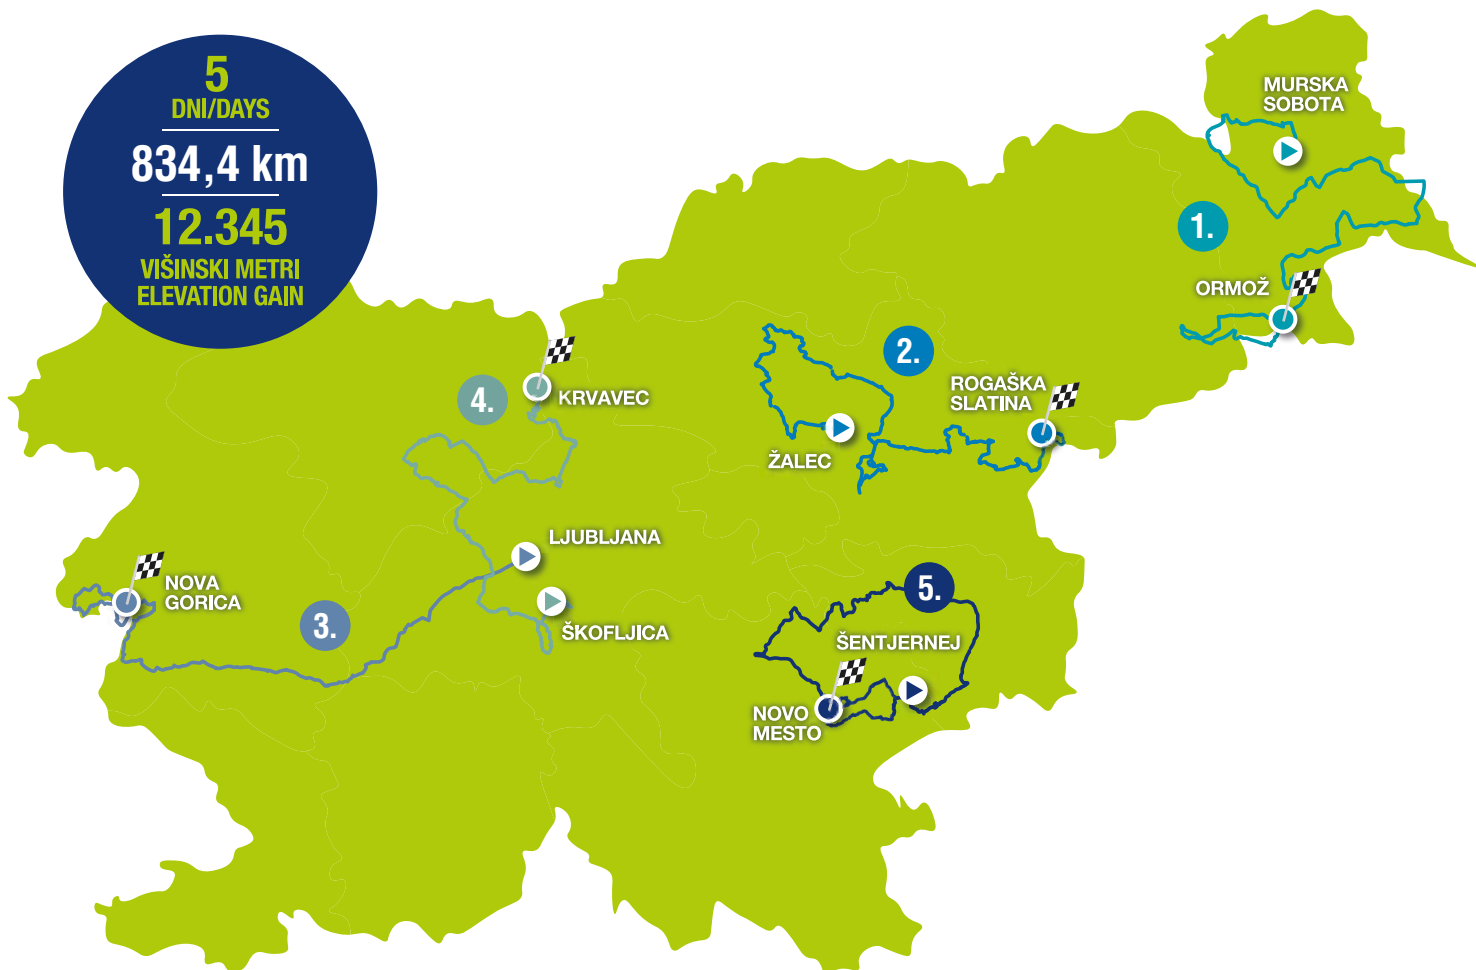 5
DNI/DAYS
834,4 km
12.345
VIŠINSKI METRI
ELEVATION GAIN
MURSKA
SOBOTA
1.
ORMOŽ
2.
ROGAŠKA
SLATINA
ŽALEC
4.
KRVAVEC
LJUBLJANA
NOVA
GORICA
3.
ŠKOFLJICA
5.
ŠENTJERNEJ
NOVO
MESTO